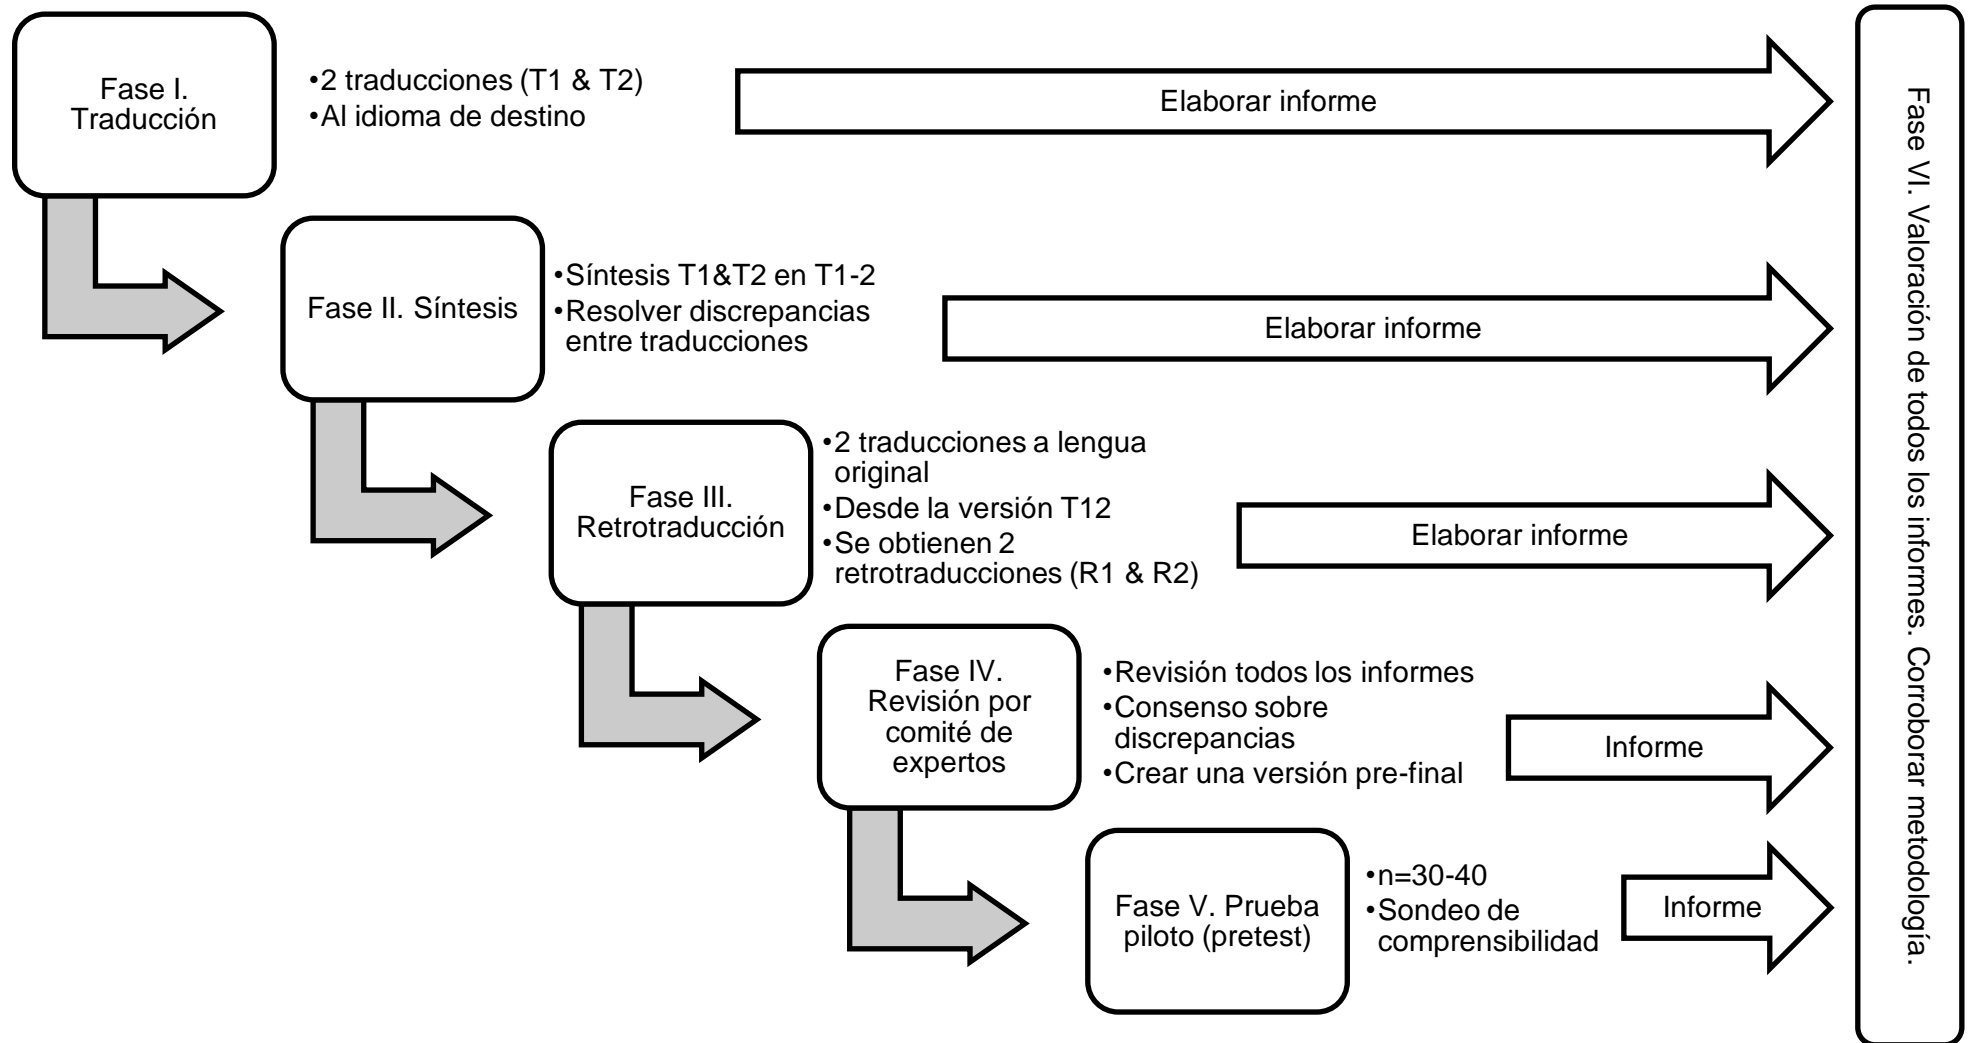 Fase I.
Traducción
•2 traducciones (T1 & T2)
•Al idioma de destino
Elaborar informe
Fase II. Síntesis
•Síntesis T1&T2 en T1-2
•Resolver discrepancias
entre traducciones
Elaborar informe
Fase III.
Retrotraducción
•2 traducciones a lengua
original
•Desde la versión T12
•Se obtienen 2
retrotraducciones (R1 & R2)
Elaborar informe
Fase IV.
Revisión por
comité de
expertos
•Revisión todos los informes
•Consenso sobre
discrepancias
•Crear una versión pre-final
Informe
Fase V. Prueba
piloto (pretest)
•n=30-40
•Sondeo de
comprensibilidad
Informe
Fase VI. Valoración de todos los informes. Corroborar metodología.